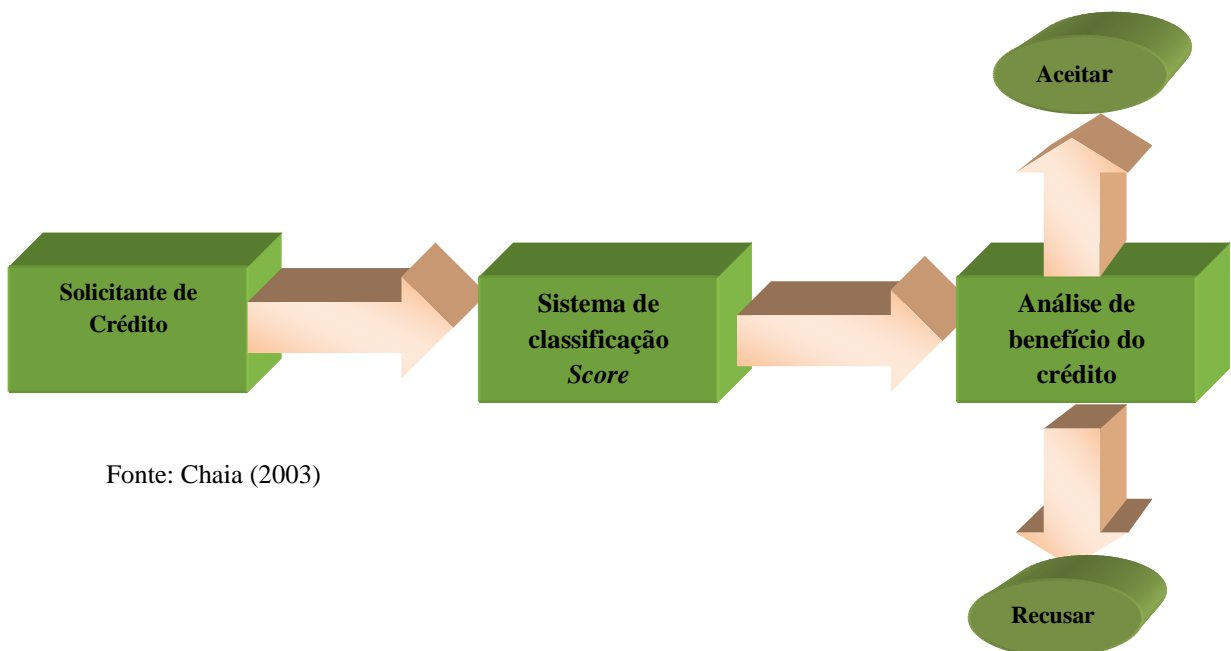 Aceitar
Solicitante de
Crédito
Sistema de
classificação
Score
Análise de
benefício do
crédito
Fonte: Chaia (2003)
Recusar